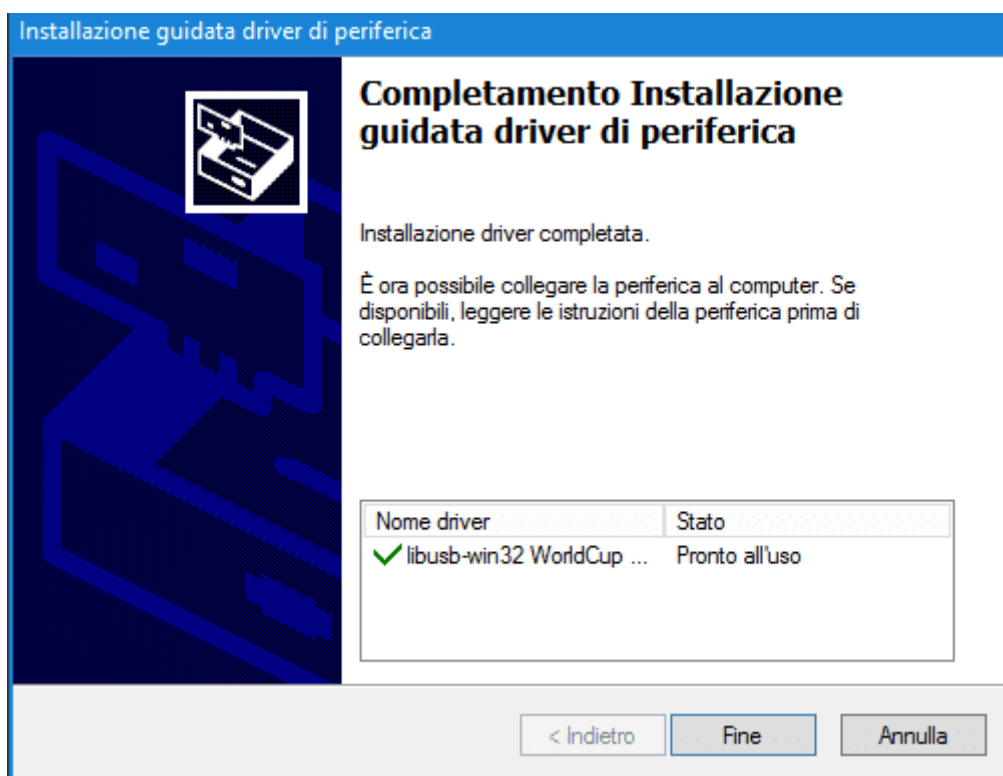 Installazione guidata driver di periferica
Completamento Installazione
guidata driver di periferica
Installazione driver completata.
È ora possibile collegare la periferica al computer. Se
disponibili, leggere le istruzioni della periferica prima di
collegarla.
Nome driver Stato
libusb-win32 WorldCup ... Pronto all'uso
< Indietro Fine Annulla